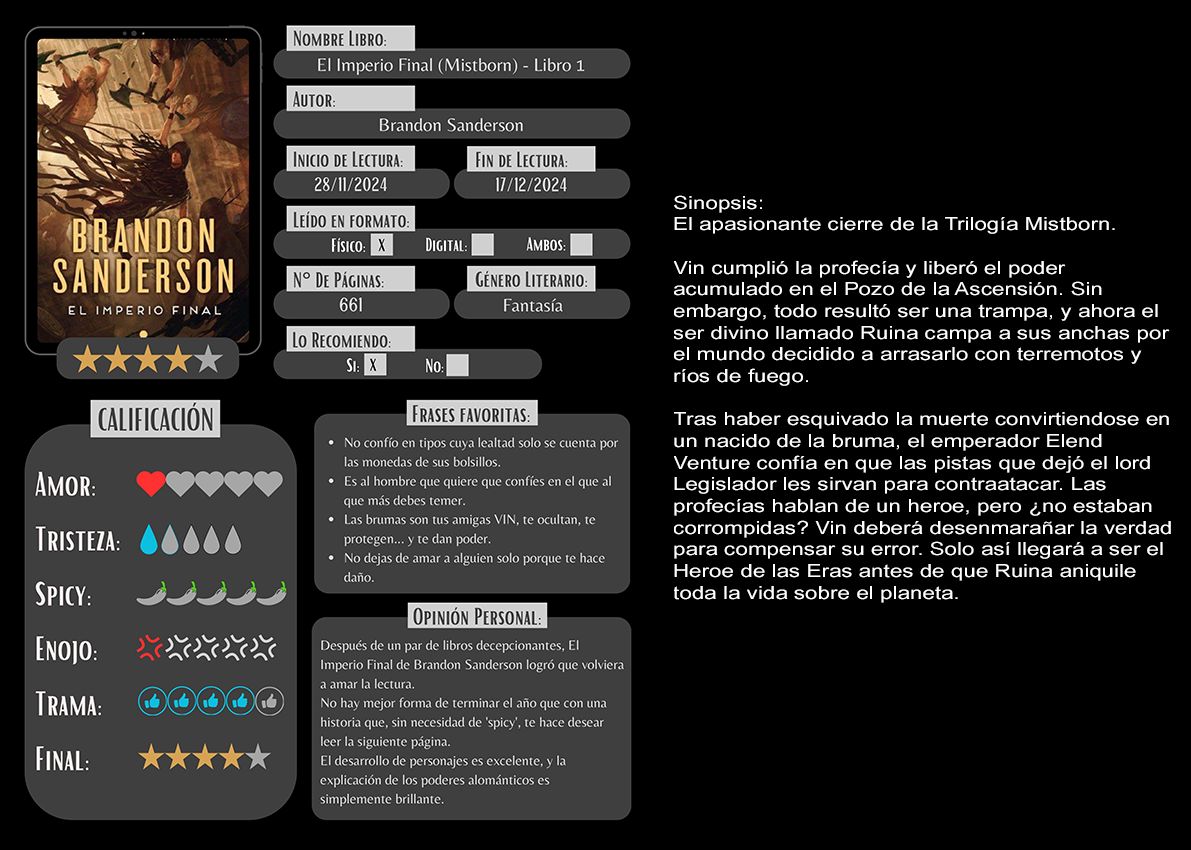 BRANDON
SANDERSON
EL IMPERIO FINAL
Nombre Libro:
El Imperio Final (Mistborn) - Libro 1
Autor:
Brandon Sanderson
Inicio de Lectura:
28/11/2024
Fin de Lectura:
17/12/2024
Leído en formato:
Físico: X Digital: Ambos:
N° De Páginas:
661
Género Literario:
Fantasía
Lo Recomiendo:
Si: X No:
CALIFICACIÓN
Amor:
Tristeza:
Spicy:
Enojo:
Trama:
Final:
Frases favoritas:
• No confío en tipos cuya lealtad solo se cuenta por
las monedas de sus bolsillos.
• Es al hombre que quiere que confíes en el que al
que más debes temer.
• Las brumas son tus amigas VIN, te ocultan, te
protegen... y te dan poder.
• No dejas de amar a alguien solo porque te hace
daño.
Opinión Personal:
Después de un par de libros decepcionantes, El
Imperio Final de Brandon Sanderson logró que volviera
a amar la lectura.
No hay mejor forma de terminar el año que con una
historia que, sin necesidad de 'spicy', te hace desear
leer la siguiente página.
El desarrollo de personajes es excelente, y la
explicación de los poderes alománticos es
simplemente brillante.
Sinopsis:
El apasionante cierre de la Trilogía Mistborn.
Vin cumplió la profecía y liberó el poder
acumulado en el Pozo de la Ascensión. Sin
embargo, todo resultó ser una trampa, y ahora el
ser divino llamado Ruina campa a sus anchas por
el mundo decidido a arrasarlo con terremotos y
ríos de fuego.
Tras haber esquivado la muerte convirtiendose en
un nacido de la bruma, el emperador Elend
Venture confía en que las pistas que dejó el lord
Legislador les sirvan para contraatacar. Las
profecías hablan de un heroe, pero ¿no estaban
corrompidas? Vin deberá desenmarañar la verdad
para compensar su error. Solo así llegará a ser el
Heroe de las Eras antes de que Ruina aniquile
toda la vida sobre el planeta.